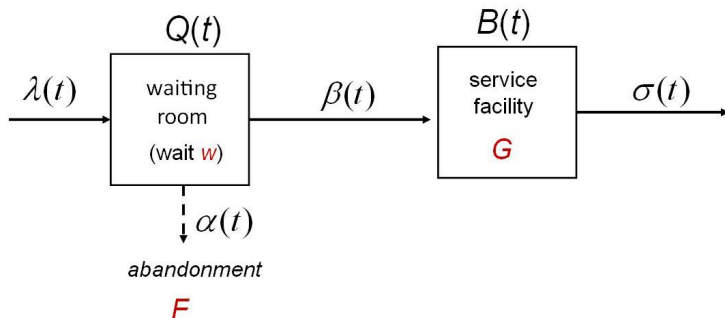 Q(t)
B(t)
λ(t)
waiting
room
(wait w)
β(t)
service
facility
G
σ(t)
α(t)
abandonment
F